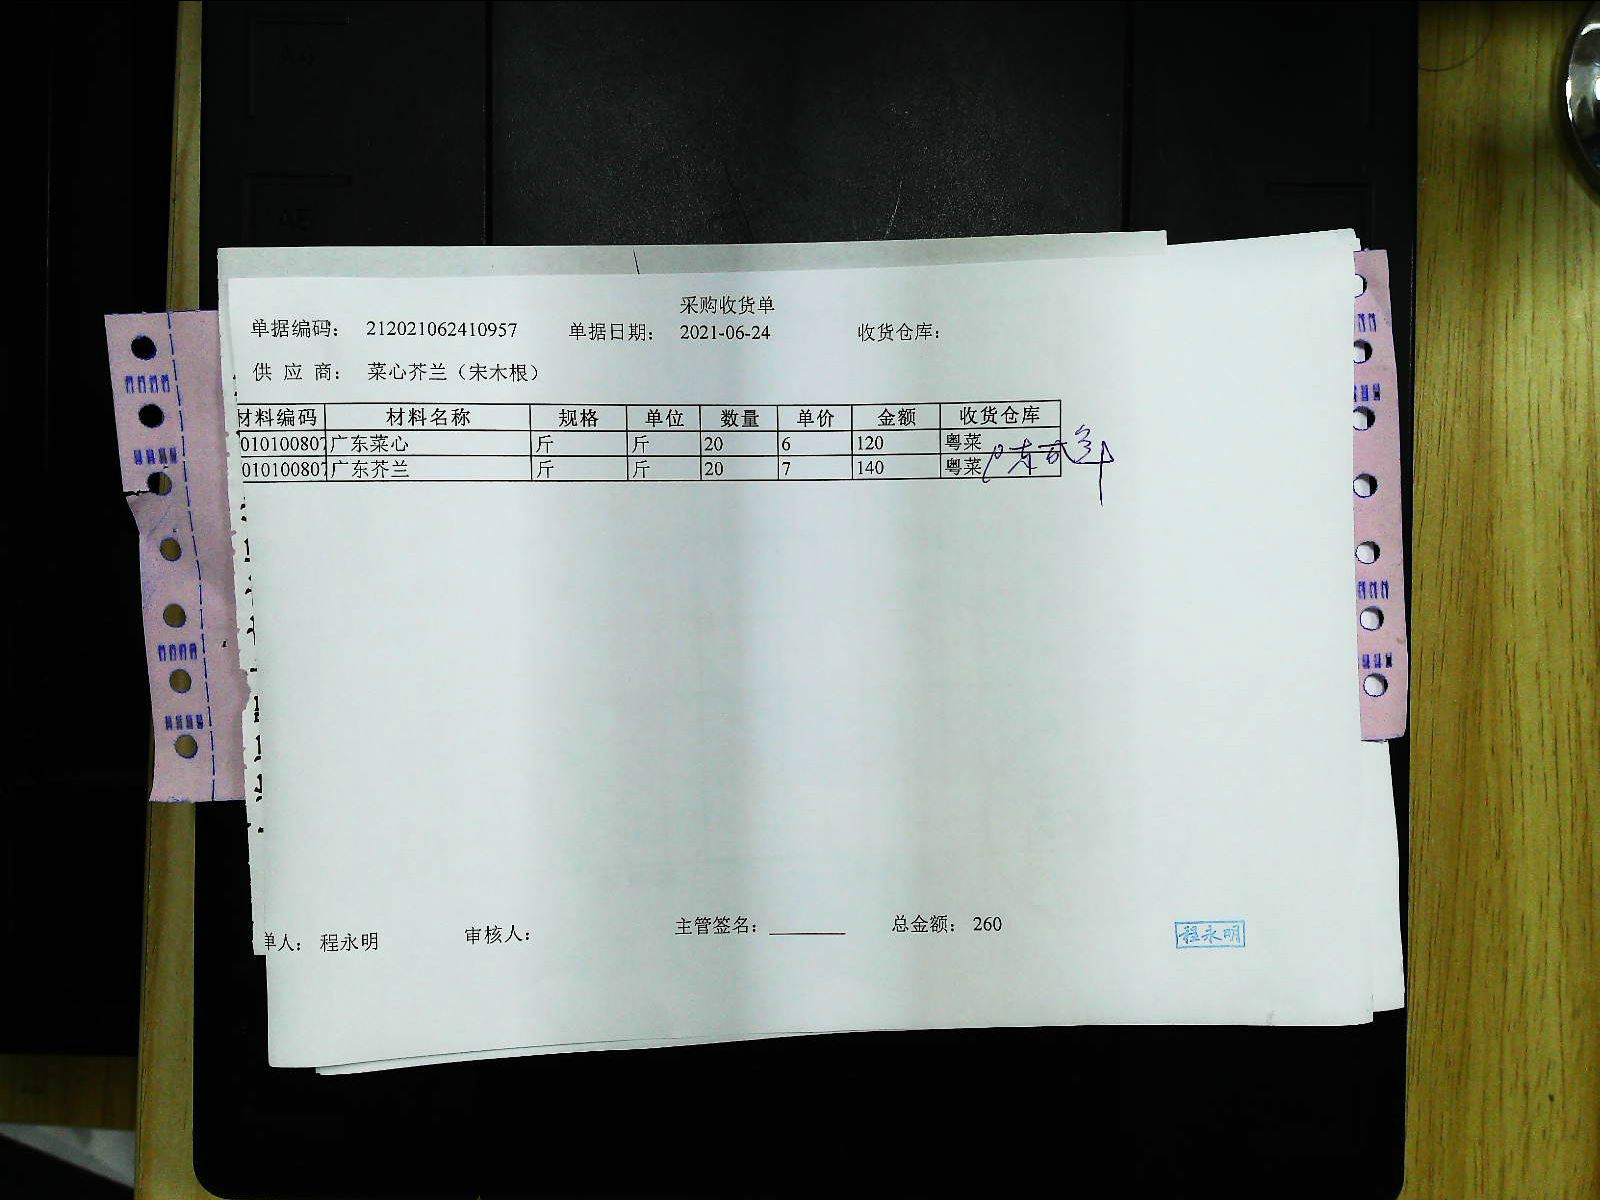 采购收货单
单据编码： 212021062410957 单据日期： 2021-06-24 收货仓库：
供 应 商： 菜心芥兰（宋木根）
材料编码 材料名称 规格 单位 数量 单价 金额 收货仓库
010100807 广东菜心 斤 斤 20 6 120 粤菜
010100807 广东芥兰 斤 斤 20 7 140 粤菜
单人： 程永明 审核人： 主管签名： 总金额： 260
程永明